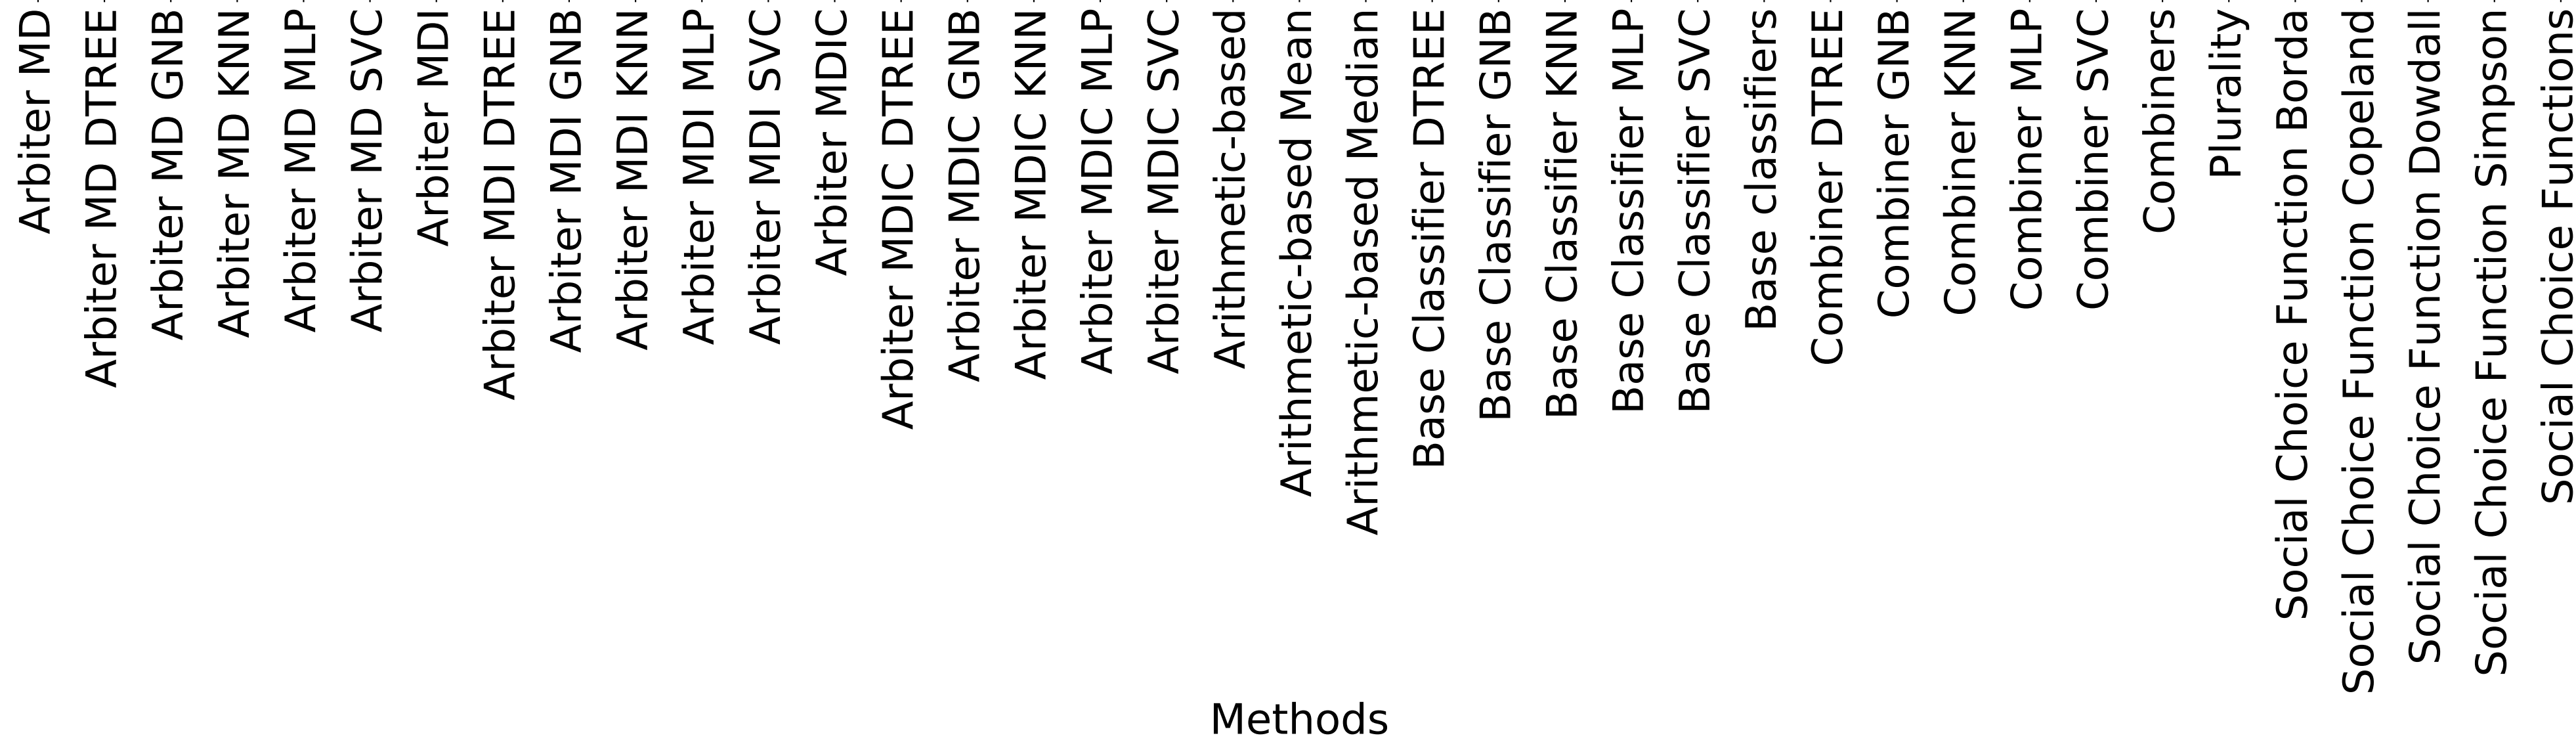 Arbiter MD
Arbiter MD DTREE
Arbiter MD GNB
Arbiter MD KNN
Arbiter MD MLP
Arbiter MD SVC
Arbiter MDI
Arbiter MDI DTREE
Arbiter MDI GNB
Arbiter MDI KNN
Arbiter MDI MLP
Arbiter MDI SVC
Arbiter MDIC
Arbiter MDIC DTREE
Arbiter MDIC GNB
Arbiter MDIC KNN
Arbiter MDIC MLP
Arbiter MDIC SVC
Arithmetic-based
Arithmetic-based Mean
Arithmetic-based Median
Base Classifier DTREE
Base Classifier GNB
Base Classifier KNN
Base Classifier MLP
Base Classifier SVC
Base classifiers
Combiner DTREE
Combiner GNB
Combiner KNN
Combiner MLP
Combiner SVC
Combiners
Plurality
Social Choice Function Borda
Social Choice Function Copeland
Social Choice Function Dowdall
Social Choice Function Simpson
Social Choice Functions
Methods